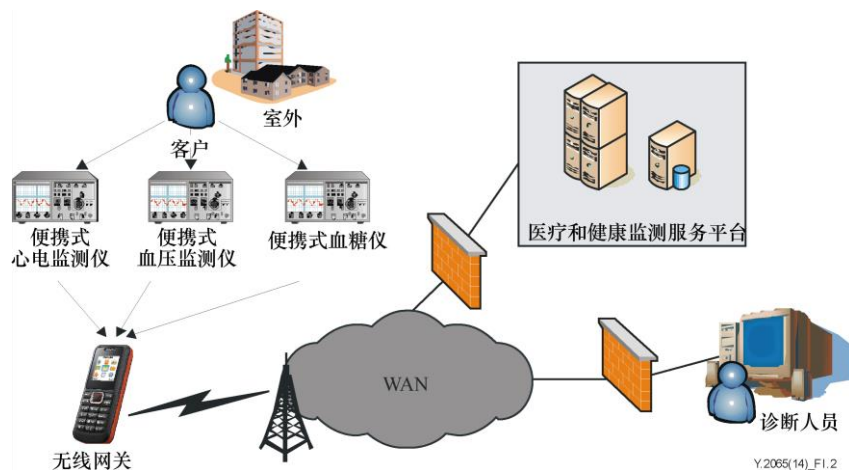 室外
客户
便携式
心电监测仪
便携式
血压监测仪
便携式血糖仪
医疗和健康监测服务平台
WAN
无线网关
诊断人员
Y.2065(14)_FI.2